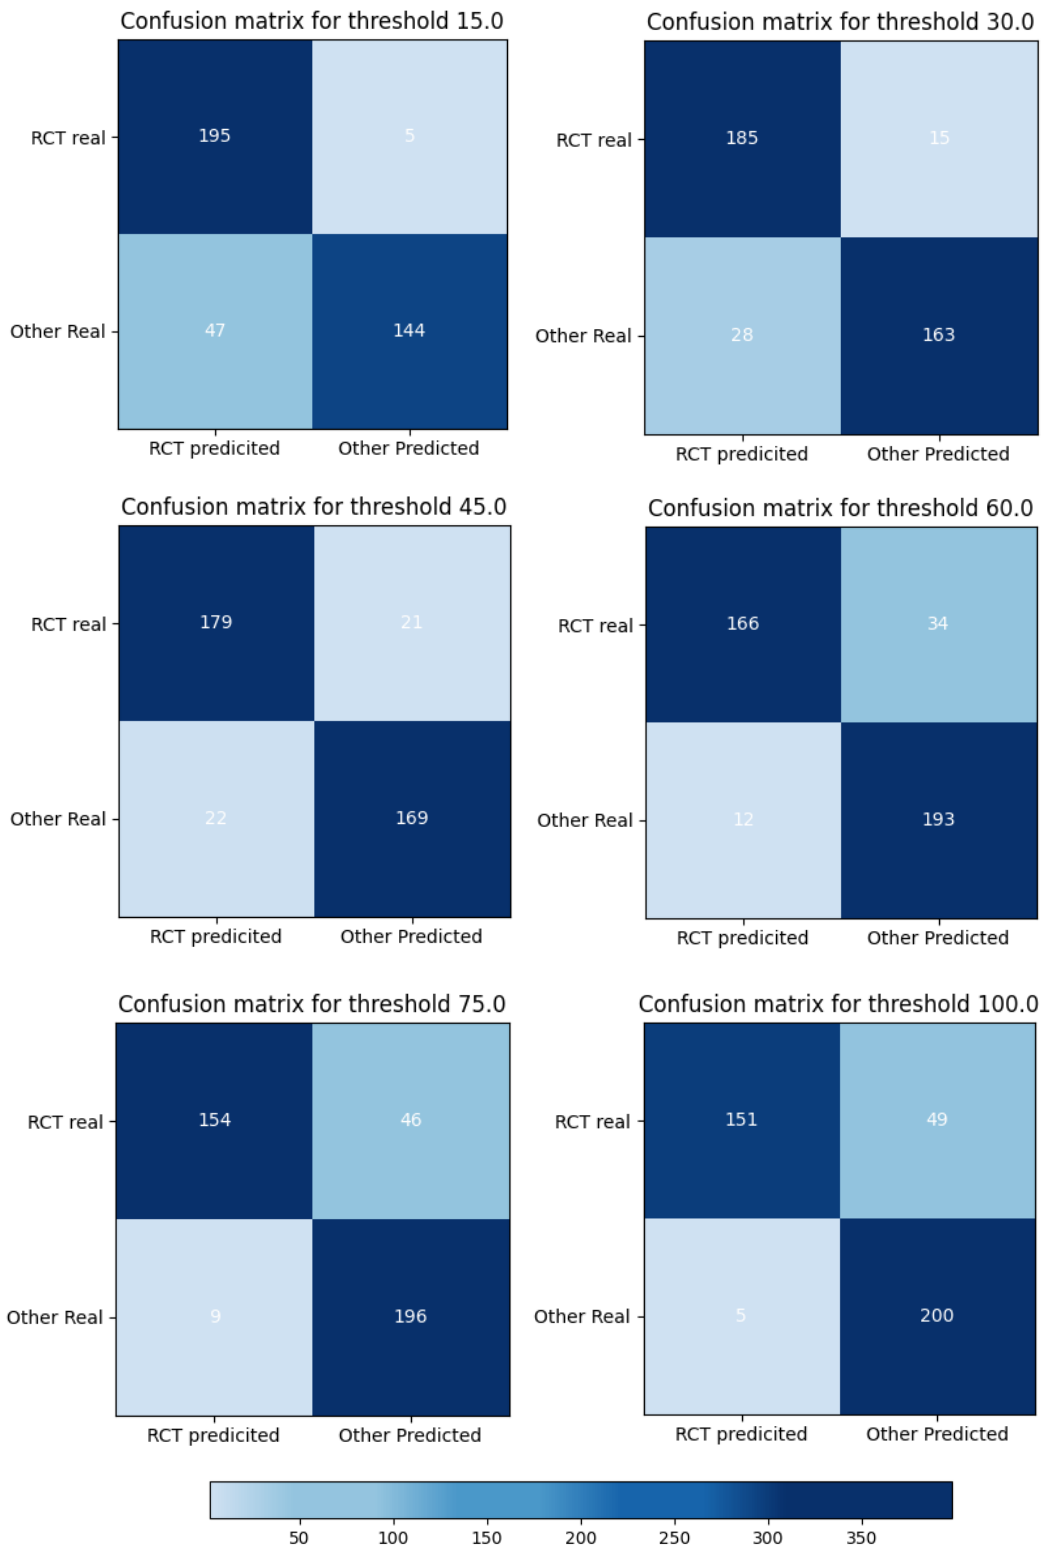 Confusion matrix for threshold 15.0
RCT real
195
5
Other Real
47
144
RCT predicited
Other Predicted
Confusion matrix for threshold 30.0
RCT real
185
15
Other Real
28
163
RCT predicited
Other Predicted
Confusion matrix for threshold 45.0
RCT real
179
21
Other Real
22
169
RCT predicited
Other Predicted
Confusion matrix for threshold 60.0
RCT real
166
34
Other Real
12
193
RCT predicited
Other Predicted
Confusion matrix for threshold 75.0
RCT real
154
46
Other Real
9
196
RCT predicited
Other Predicted
Confusion matrix for threshold 100.0
RCT real
151
49
Other Real
5
200
RCT predicited
Other Predicted
50 100 150 200 250 300 350